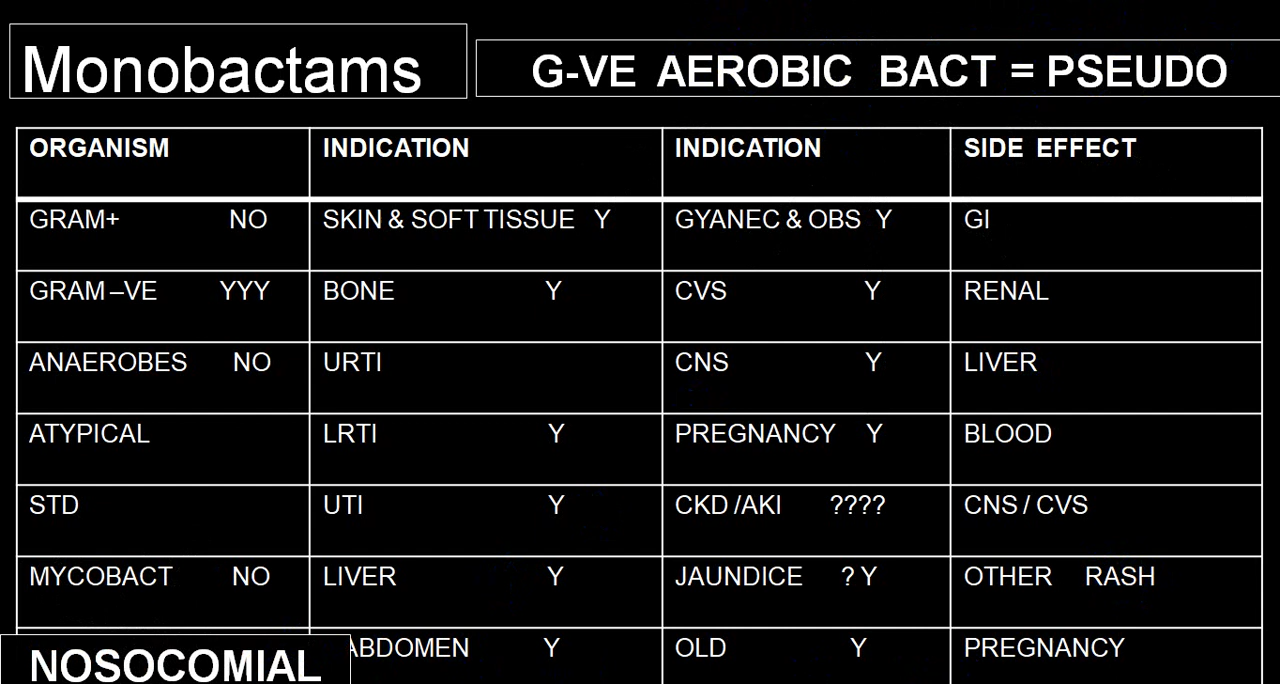 Monobactams
G-VE AEROBIC BACT = PSEUDO
ORGANISM INDICATION INDICATION SIDE EFFECT
GRAM+ NO SKIN & SOFT TISSUE Y GYANEC & OBS Y GI
GRAM –VE YYY BONE Y CVS Y RENAL
ANAEROBES NO URTI CNS Y LIVER
ATYPICAL LRTI Y PREGNANCY Y BLOOD
STD UTI Y CKD /AKI ???? CNS / CVS
MYCOBACT NO LIVER Y JAUNDICE ? Y OTHER RASH
ABDOMEN Y OLD Y PREGNANCY
NOSOCOMIAL